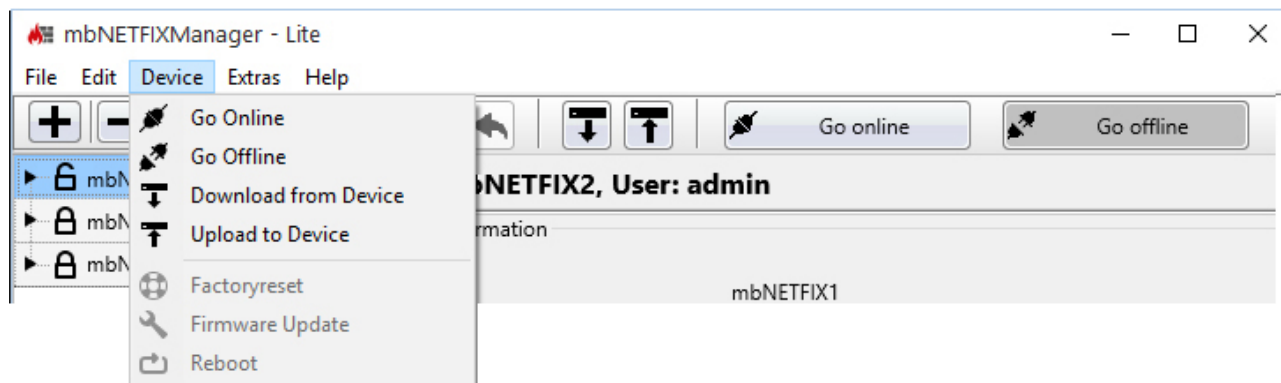 mbNETFIXManager - Lite
File Edit Device Extras Help
Go Online
Go online
Go offline
Go Offline
Download from Device
NETFIX2, User: admin
Upload to Device
rmation
Factoryreset
mbNETFIX1
Firmware Update
Reboot